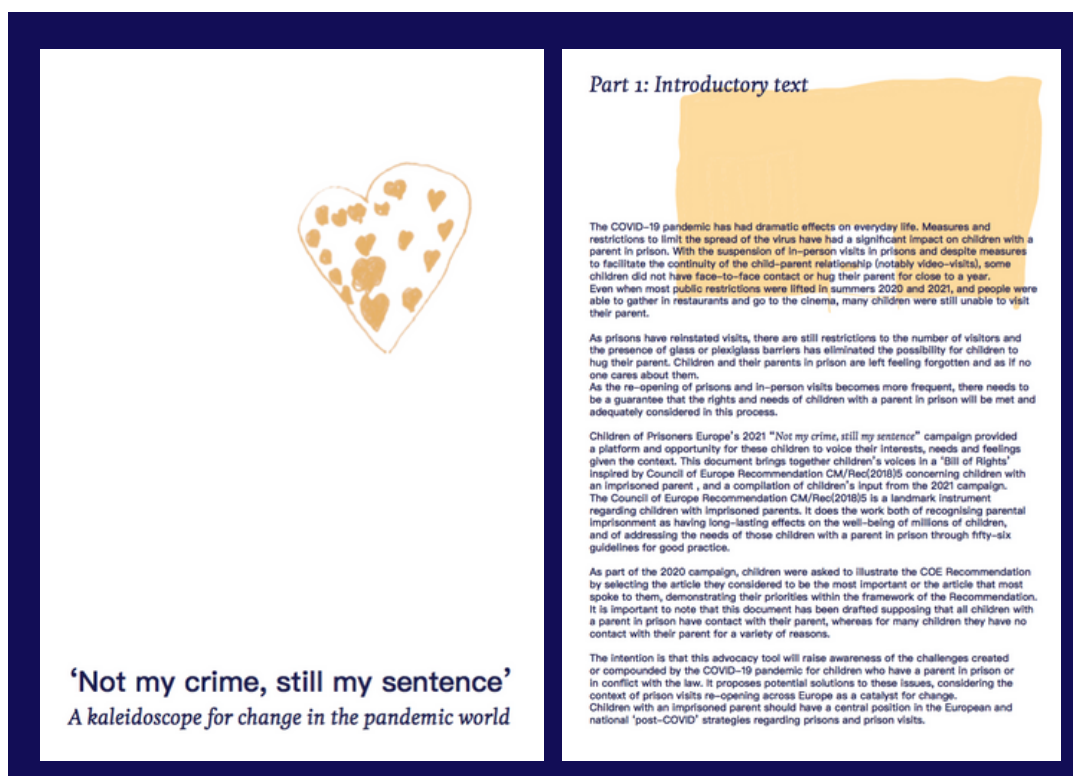 'Not my crime, still my sentence'
A kaleidoscope for change in the pandemic world
Part 1: Introductory text
The COVID-19 pandemic has had dramatic effects on everyday life. Measures and
restrictions to limit the spread of the virus have had a significant impact on children with a
parent in prison. With the suspension of in-person visits in prisons and despite measures
to facilitate the continuity of the child-parent relationship (notably video-visits), some
children did not have face-to-face contact or hug their parent for close to a year.
Even when most public restrictions were lifted in summers 2020 and 2021, and people were
able to gather in restaurants and go to the cinema, many children were still unable to visit
their parent.
As prisons have reinstated visits, there are still restrictions to the number of visitors and
the presence of glass or plexiglass barriers has eliminated the possibility for children to
hug their parent. Children and their parents in prison are left feeling forgotten and as if no
one cares about them.
As the re-opening of prisons and in-person visits becomes more frequent, there needs to
be a guarantee that the rights and needs of children with a parent in prison will be met and
adequately considered in this process.
Children of Prisoners Europe's 2021 "Not my crime, still my sentence" campaign provided
a platform and opportunity for these children to voice their interests, needs and feelings
given the context. This document brings together children's voices in a 'Bill of Rights'
inspired by Council of Europe Recommendation CM/Rec(2018)5 concerning children with
an imprisoned parent , and a compilation of children's input from the 2021 campaign.
The Council of Europe Recommendation CM/Rec(2018)5 is a landmark instrument
regarding children with imprisoned parents. It does the work both of recognising parental
imprisonment as having long-lasting effects on the well-being of millions of children,
and of addressing the needs of those children with a parent in prison through fifty-six
guidelines for good practice.
As part of the 2020 campaign, children were asked to illustrate the COE Recommendation
by selecting the article they considered to be the most important or the article that most
spoke to them, demonstrating their priorities within the framework of the Recommendation.
It is important to note that this document has been drafted supposing that all children with
a parent in prison have contact with their parent, whereas for many children they have no
contact with their parent for a variety of reasons.
The intention is that this advocacy tool will raise awareness of the challenges created
or compounded by the COVID-19 pandemic for children who have a parent in prison or
in conflict with the law. It proposes potential solutions to these issues, considering the
context of prison visits re-opening across Europe as a catalyst for change.
Children with an imprisoned parent should have a central position in the European and
national 'post-COVID' strategies regarding prisons and prison visits.